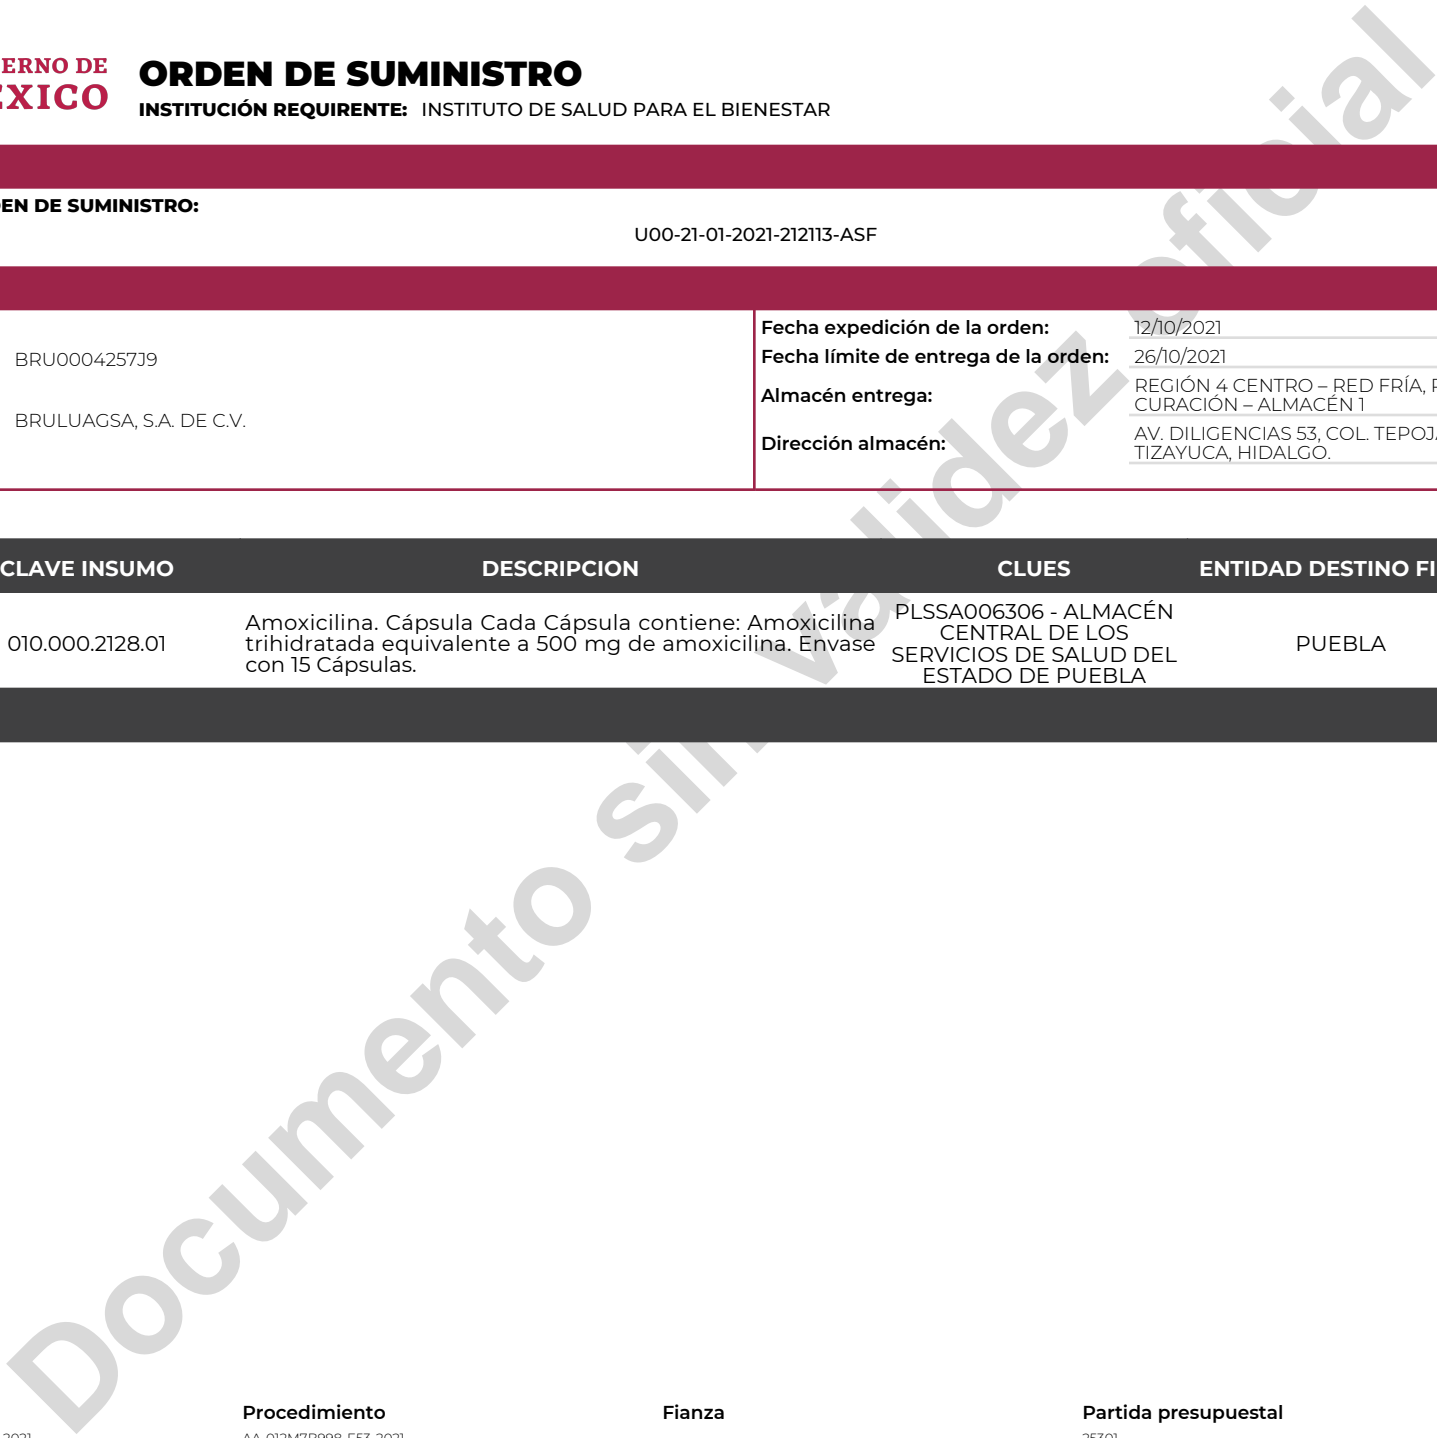 ERNO DE
ÉXICO
ORDEN DE SUMINISTRO
INSTITUCIÓN REQUIRENTE: INSTITUTO DE SALUD PARA EL BIENESTAR
EN DE SUMINISTRO:
U00-21-01-2021-212113-ASF
BRU0004257J9
BRULUAGSA, S.A. DE C.V.
Fecha expedición de la orden: 12/10/2021
Fecha límite de entrega de la orden: 26/10/2021
Almacén entrega: REGIÓN 4 CENTRO – RED FRÍA,
CURACIÓN – ALMACÉN 1
Dirección almacén: AV. DILIGENCIAS 53, COL. TEPOJA
TIZAYUCA, HIDALGO.
CLAVE INSUMO DESCRIPCION CLUES ENTIDAD DESTINO FI
010.000.2128.01
Amoxicilina. Cápsula Cada Cápsula contiene: Amoxicilina
trihidratada equivalente a 500 mg de amoxicilina. Envase
con 15 Cápsulas.
PLSSA006306 - ALMACÉN
CENTRAL DE LOS
SERVICIOS DE SALUD DEL
ESTADO DE PUEBLA
PUEBLA
Documento sin validez oficial
Procedimiento Fianza Partida presupuestal